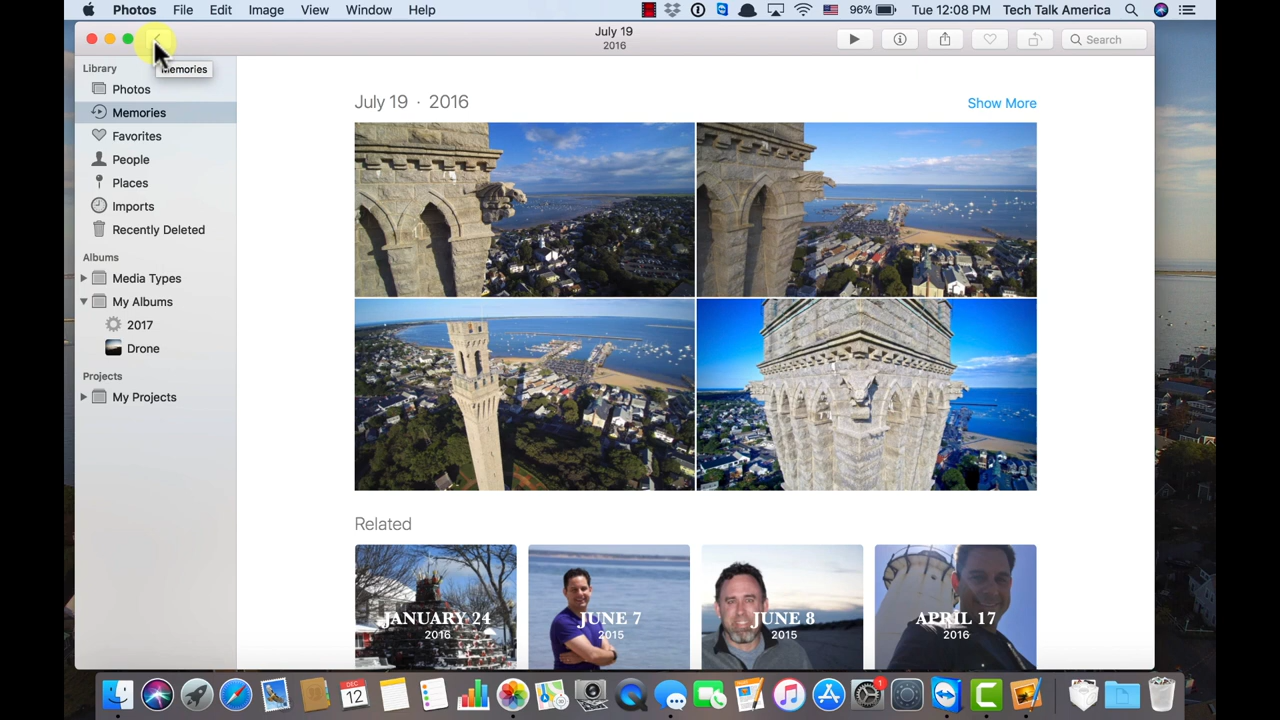 Photos File Edit Image View Window Help 96% Tue 12:08 PM Tech Talk America
July 19
2016
Search
Memories
Library
Photos
Memories
Favorites
People
Places
Imports
Recently Deleted
Albums
Media Types
My Albums
2017
Drone
Projects
My Projects
July 19 · 2016 Show More
Related
JANUARY 24
2016
JUNE 7
2015
JUNE 8
2015
APRIL 17
2016
DEC
12
1